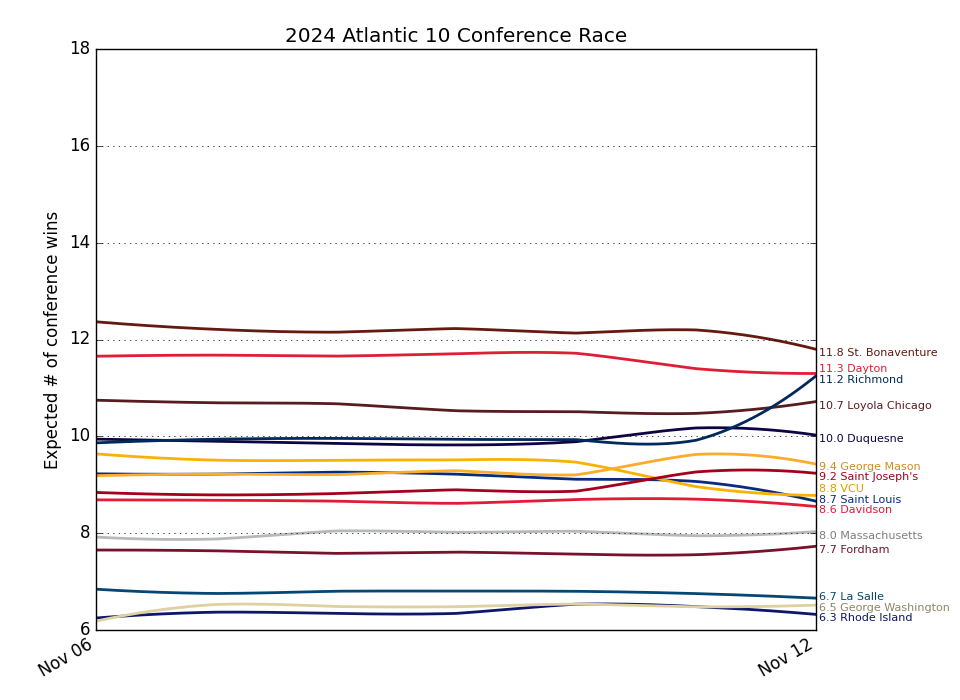 2024 Atlantic 10 Conference Race
Expected # of conference wins
18
16
14
12
10
8
6
Nov 06
Nov 12
11.8 St. Bonaventure
11.3 Dayton
11.2 Richmond
10.7 Loyola Chicago
10.0 Duquesne
9.4 George Mason
9.2 Saint Joseph's
8.8 VCU
8.7 Saint Louis
8.6 Davidson
8.0 Massachusetts
7.7 Fordham
6.7 La Salle
6.5 George Washington
6.3 Rhode Island